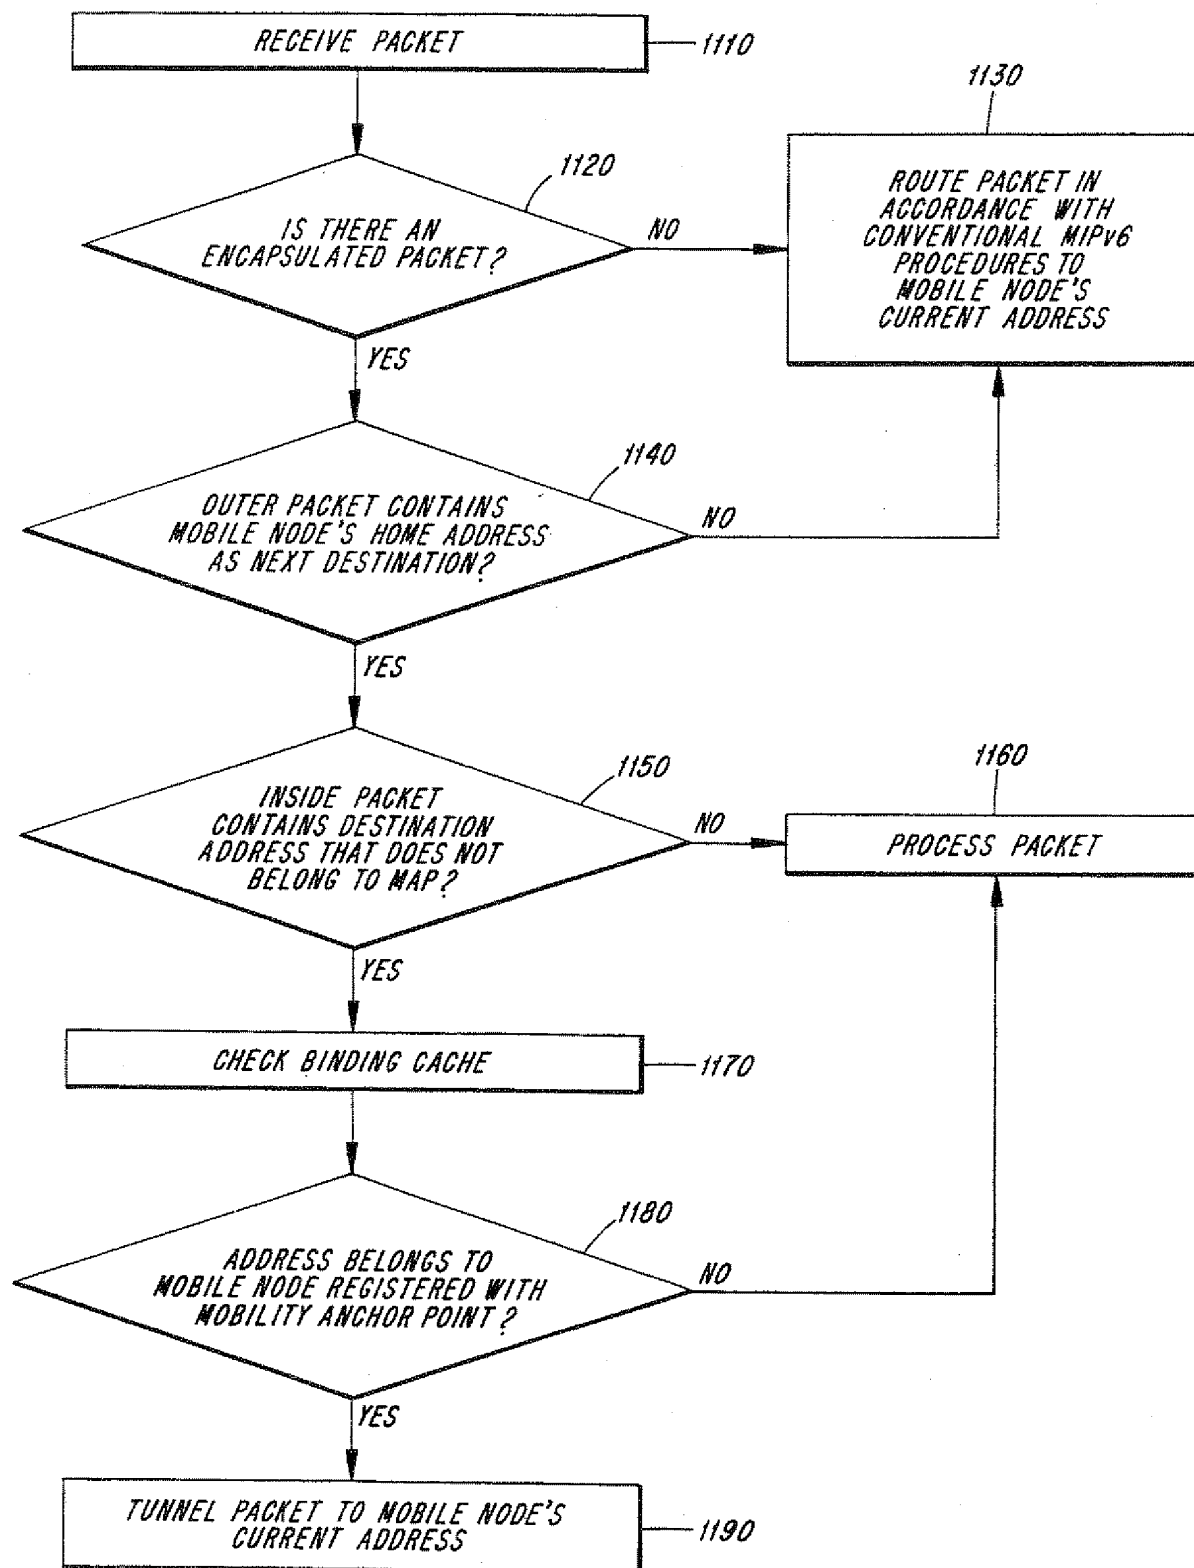 RECEIVE PACKET
1110
1120
IS THERE AN
ENCAPSULATED PACKET?
NO
YES
1130
ROUTE PACKET IN
ACCORDANCE WITH
CONVENTIONAL MIPv6
PROCEDURES TO
MOBILE NODE'S
CURRENT ADDRESS
1140
OUTER PACKET CONTAINS
MOBILE NODE'S HOME ADDRESS
AS NEXT DESTINATION?
NO
YES
1150
INSIDE PACKET
CONTAINS DESTINATION
ADDRESS THAT DOES NOT
BELONG TO MAP?
NO
YES
1160
PROCESS PACKET
CHECK BINDING CACHE
1170
1180
ADDRESS BELONGS TO
MOBILE NODE REGISTERED WITH
MOBILITY ANCHOR POINT?
NO
YES
TUNNEL PACKET TO MOBILE NODE'S
CURRENT ADDRESS
1190